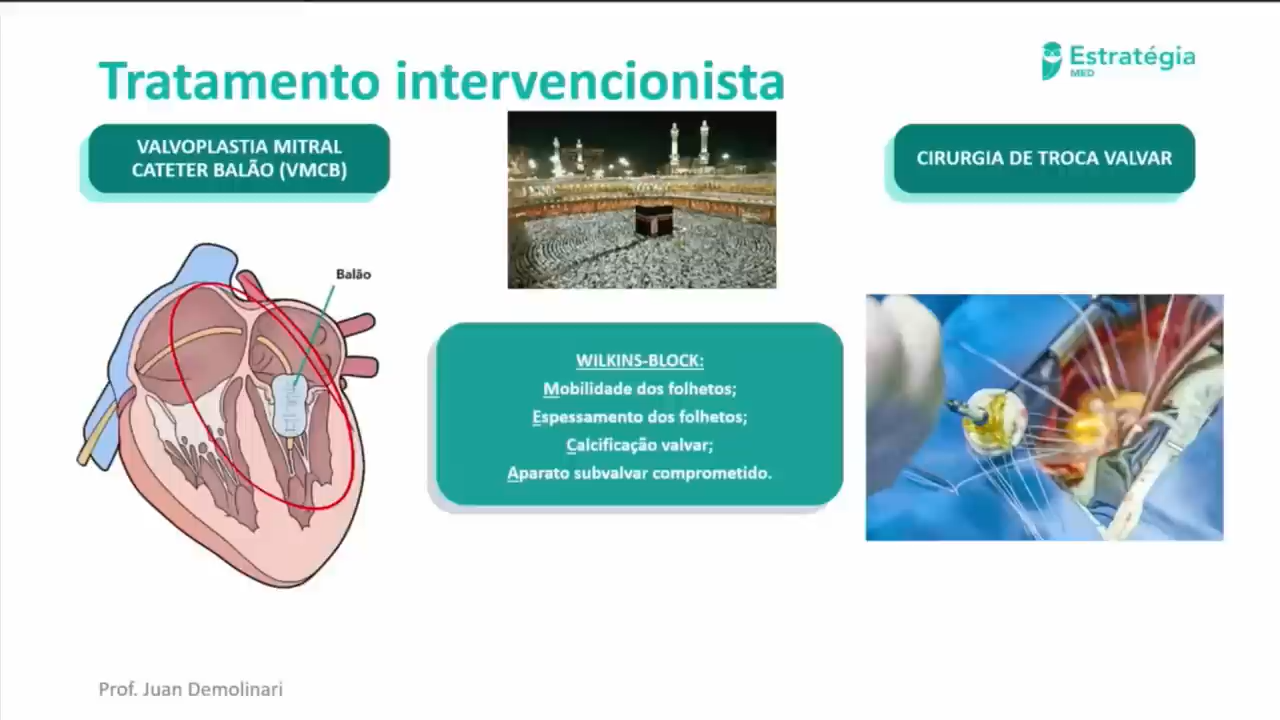 Tratamento intervencionista
Estratégia
MED
VALVOPLASTIA MITRAL
CATETER BALÃO (VMCB)
CIRURGIA DE TROCA VALVAR
Balão
WILKINS-BLOCK:
Mobilidade dos folhetos;
Espessamento dos folhetos;
Calcificação valvar;
Aparato subvalvar comprometido.
Prof. Juan Demolinari